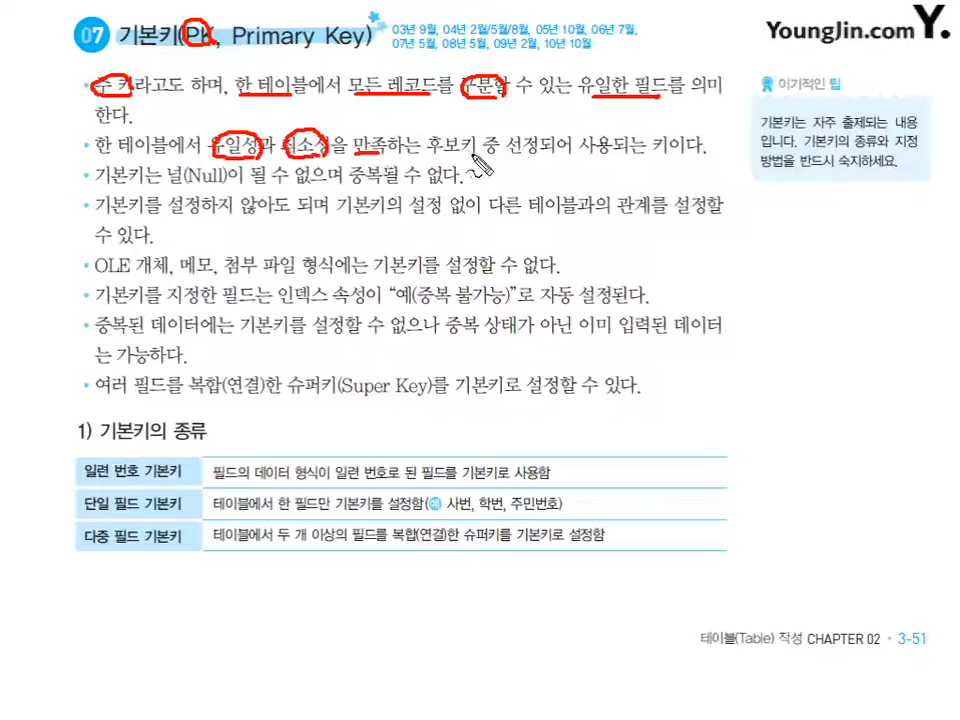 07 기본키(PK, Primary Key)
03년 9월, 04년 2월/5월/8월, 05년 10월, 06년 7월,
07년 5월, 08년 5월, 09년 2월, 10년 10월
YoungJin.com Y.
• 주 키라고도 하며, 한 테이블에서 모든 레코드를 구분할 수 있는 유일한 필드를 의미
한다.
• 한 테이블에서 유일성과 최소성을 만족하는 후보키 중 선정되어 사용되는 키이다.
• 기본키는 널(Null)이 될 수 없으며 중복될 수 없다.
• 기본키를 설정하지 않아도 되며 기본키의 설정 없이 다른 테이블과의 관계를 설정할
수 있다.
• OLE 개체, 메모, 첨부 파일 형식에는 기본키를 설정할 수 없다.
• 기본키를 지정한 필드는 인덱스 속성이 “예(중복 불가능)”로 자동 설정된다.
• 중복된 데이터에는 기본키를 설정할 수 없으나 중복 상태가 아닌 이미 입력된 데이터
는 가능하다.
• 여러 필드를 복합(연결)한 슈퍼키(Super Key)를 기본키로 설정할 수 있다.
이기적인 팁
기본키는 자주 출제되는 내용
입니다. 기본키의 종류와 지정
방법을 반드시 숙지하세요.
1) 기본키의 종류
일련 번호 기본키 필드의 데이터 형식이 일련 번호로 된 필드를 기본키로 사용함
단일 필드 기본키 테이블에서 한 필드만 기본키를 설정함(예 사번, 학번, 주민번호)
다중 필드 기본키 테이블에서 두 개 이상의 필드를 복합(연결)한 슈퍼키를 기본키로 설정함
테이블(Table) 작성 CHAPTER 02 • 3-51